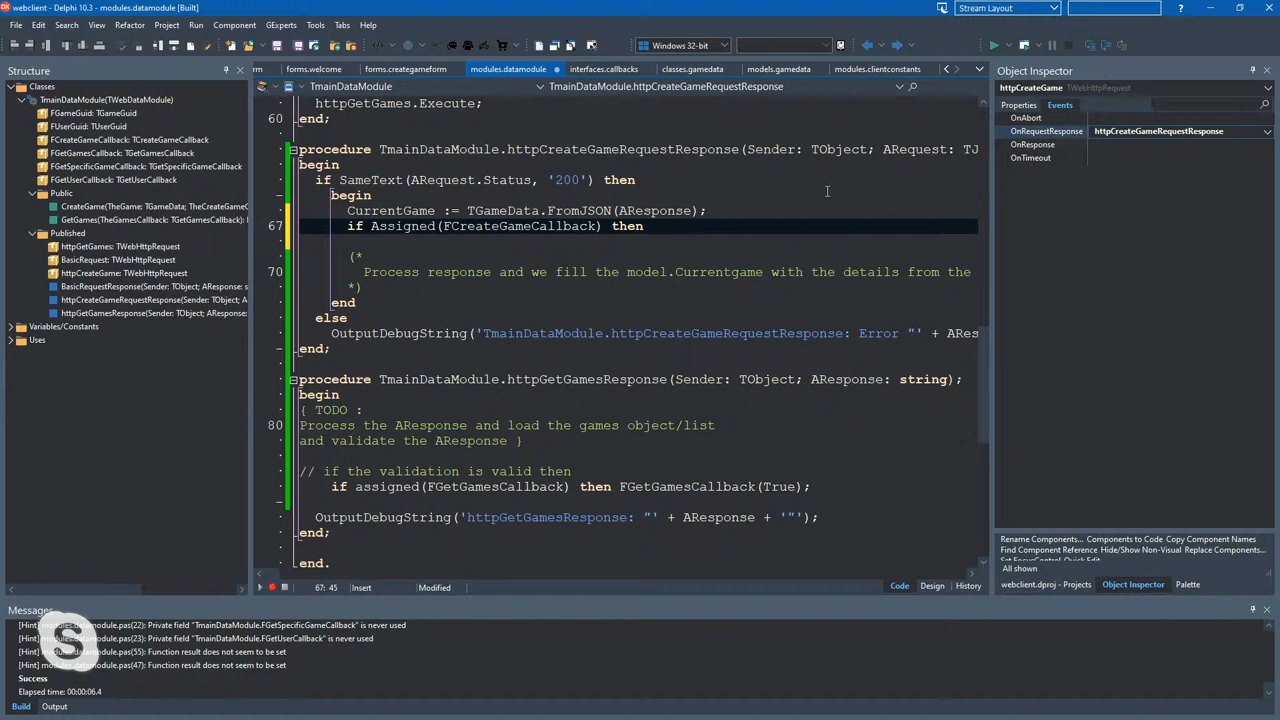 webclient - Delphi 10.3 - modules.datamodule [Built]
Stream Layout
File Edit Search View Refactor Project Run Component GExperts Tools Tabs Help
Windows 32-bit
Structure
Classes
TmainDataModule(TWebDataModule)
FGameGuid: TGameGuid
FUserGuid: TUserGuid
FCreateGameCallback: TCreateGameCallback
FGetGamesCallback: TGetGamesCallback
FGetSpecificGameCallback: TGetSpecificGameCallback
FGetUserCallback: TGetUserCallback
Public
CreateGame(TheGame: TGameData; TheCreateGameCa
GetGames(TheGetGamesCallback: TGetGamesCallback):
Published
httpGetGames: TWebHttpRequest
BasicRequest: TWebHttpRequest
httpCreateGame: TWebHttpRequest
BasicRequestResponse(Sender: TObject; AResponse: s
httpCreateGameRequestResponse(Sender: TObject; A
httpGetGamesResponse(Sender: TObject; AResponse:
Variables/Constants
Uses
rm forms.welcome forms.creategameform modules.datamodule interfaces.callbacks classes.gamedata models.gamedata modules.clientconstants
TmainDataModule TmainDataModule.httpCreateGameRequestResponse
httpGetGames.Execute;
60 end;
procedure TmainDataModule.httpCreateGameRequestResponse(Sender: TObject; ARequest: TJ
begin
if SameText(ARequest.Status, '200') then
begin
CurrentGame := TGameData.FromJSON(AResponse);
67 if Assigned(FCreateGameCallback) then
(*
70 Process response and we fill the model.Currentgame with the details from the
*)
end
else
OutputDebugString('TmainDataModule.httpCreateGameRequestResponse: Error "' + ARes
end;
procedure TmainDataModule.httpGetGamesResponse(Sender: TObject; AResponse: string);
begin
{ TODO :
80 Process the AResponse and load the games object/list
and validate the AResponse }
// if the validation is valid then
if assigned(FGetGamesCallback) then FGetGamesCallback(True);
OutputDebugString('httpGetGamesResponse: "' + AResponse + '"');
end;
end.
67: 45 Insert Modified Code Design History
Object Inspector
httpCreateGame TWebHttpRequest
Properties Events
OnAbort
OnRequestResponse httpCreateGameRequestResponse
OnResponse
OnTimeout
Rename Components... Components to Code Copy Component Names
Find Component Reference Hide/Show Non-Visual Replace Components...
All shown
webclient.dproj - Projects Object Inspector Palette
Messages
[Hint] modules.datamodule.pas(22): Private field "TmainDataModule.FGetSpecificGameCallback" is never used
[Hint] modules.datamodule.pas(23): Private field "TmainDataModule.FGetUserCallback" is never used
[Hint] modules.datamodule.pas(55): Function result does not seem to be set
[Hint] modules.datamodule.pas(47): Function result does not seem to be set
Success
Elapsed time: 00:00:06.4
Build Output